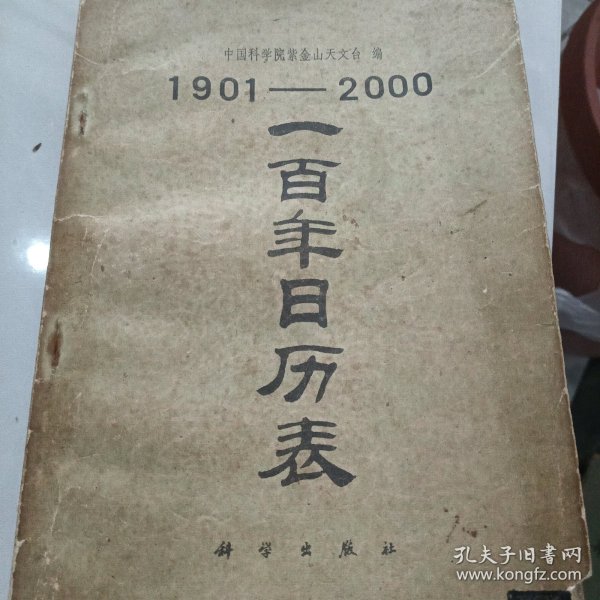 中国科学院紫金山天文台 编
1901—2000
一百年日历表
科学出版社
孔夫子旧书网
www.kongfz.com